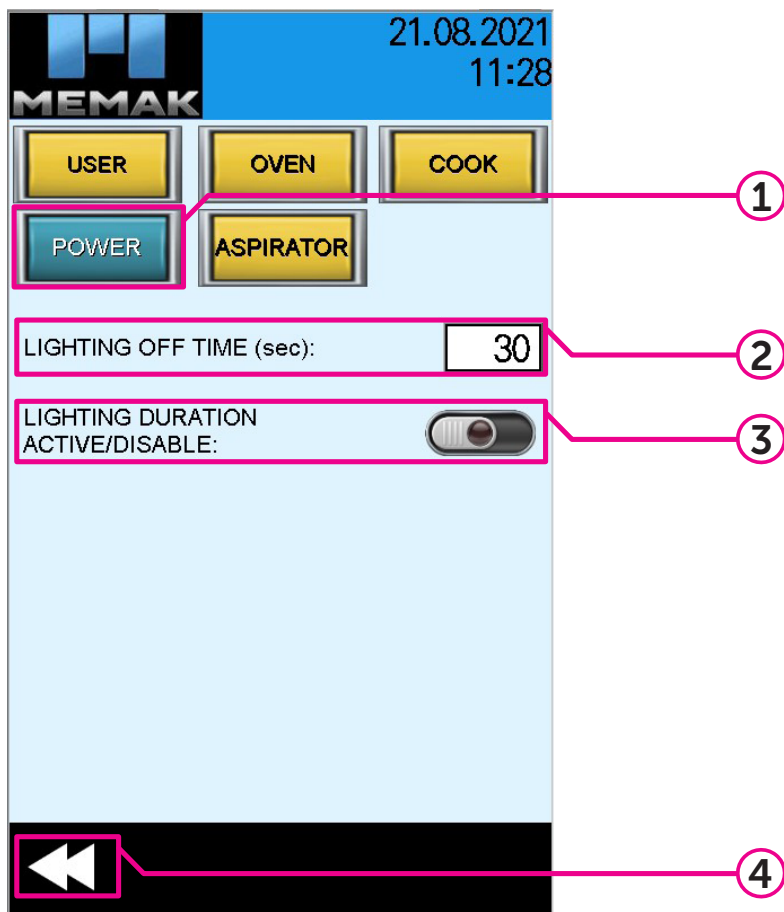 MEMAK
21.08.2021
11:28
USER
OVEN
COOK
1
POWER
ASPIRATOR
LIGHTING OFF TIME (sec):
30
2
LIGHTING DURATION
ACTIVE/DISABLE:
3
4